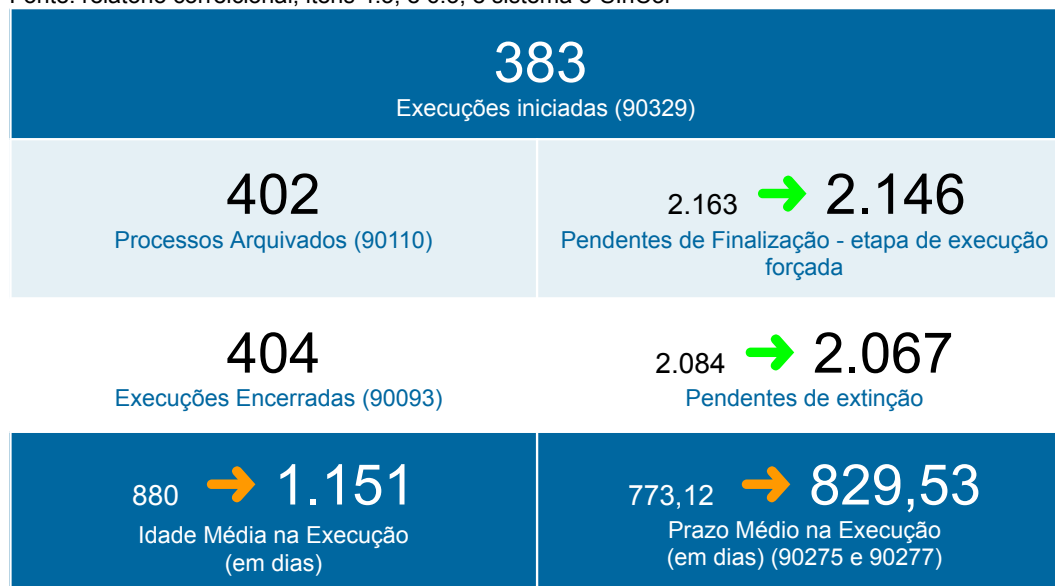 383
Execuções iniciadas (90329)
402
Processos Arquivados (90110)
2.163 → 2.146
Pendentes de Finalização - etapa de execução
forçada
404
Execuções Encerradas (90093)
2.084 → 2.067
Pendentes de extinção
880 → 1.151
Idade Média na Execução
(em dias)
773,12 → 829,53
Prazo Médio na Execução
(em dias) (90275 e 90277)